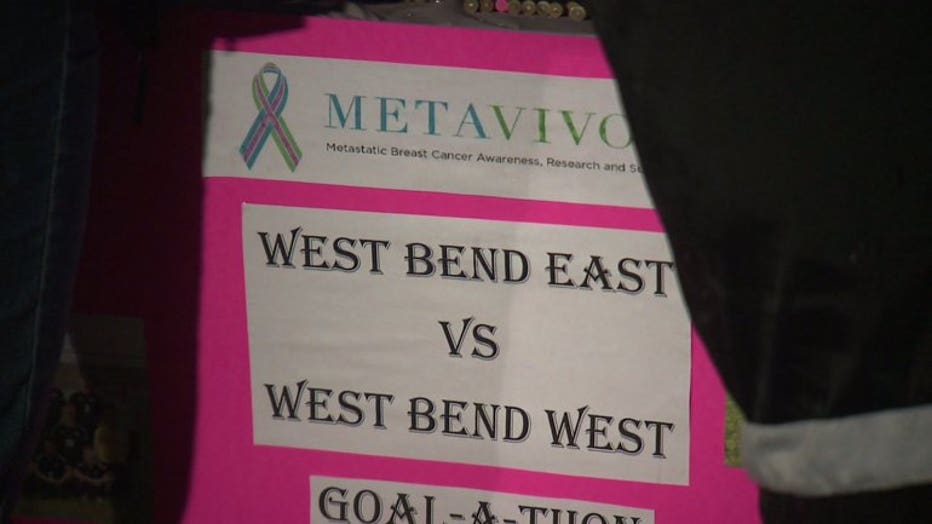 METAVIVO
Metastatic Breast Cancer Awareness, Research and
WEST BEND EAST
VS
WEST BEND WEST
GOAL-A-THON